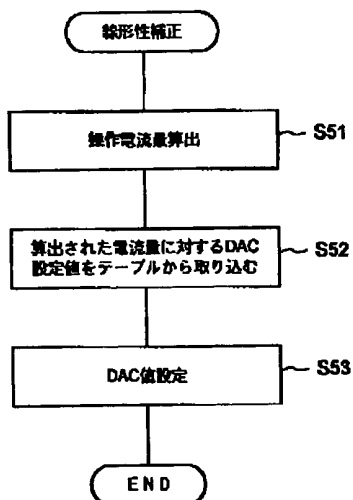 線形性補正
操作電流量算出
S51
算出された電流量に対するDAC
設定値をテーブルから取り込む
S52
DAC値設定
S53
END